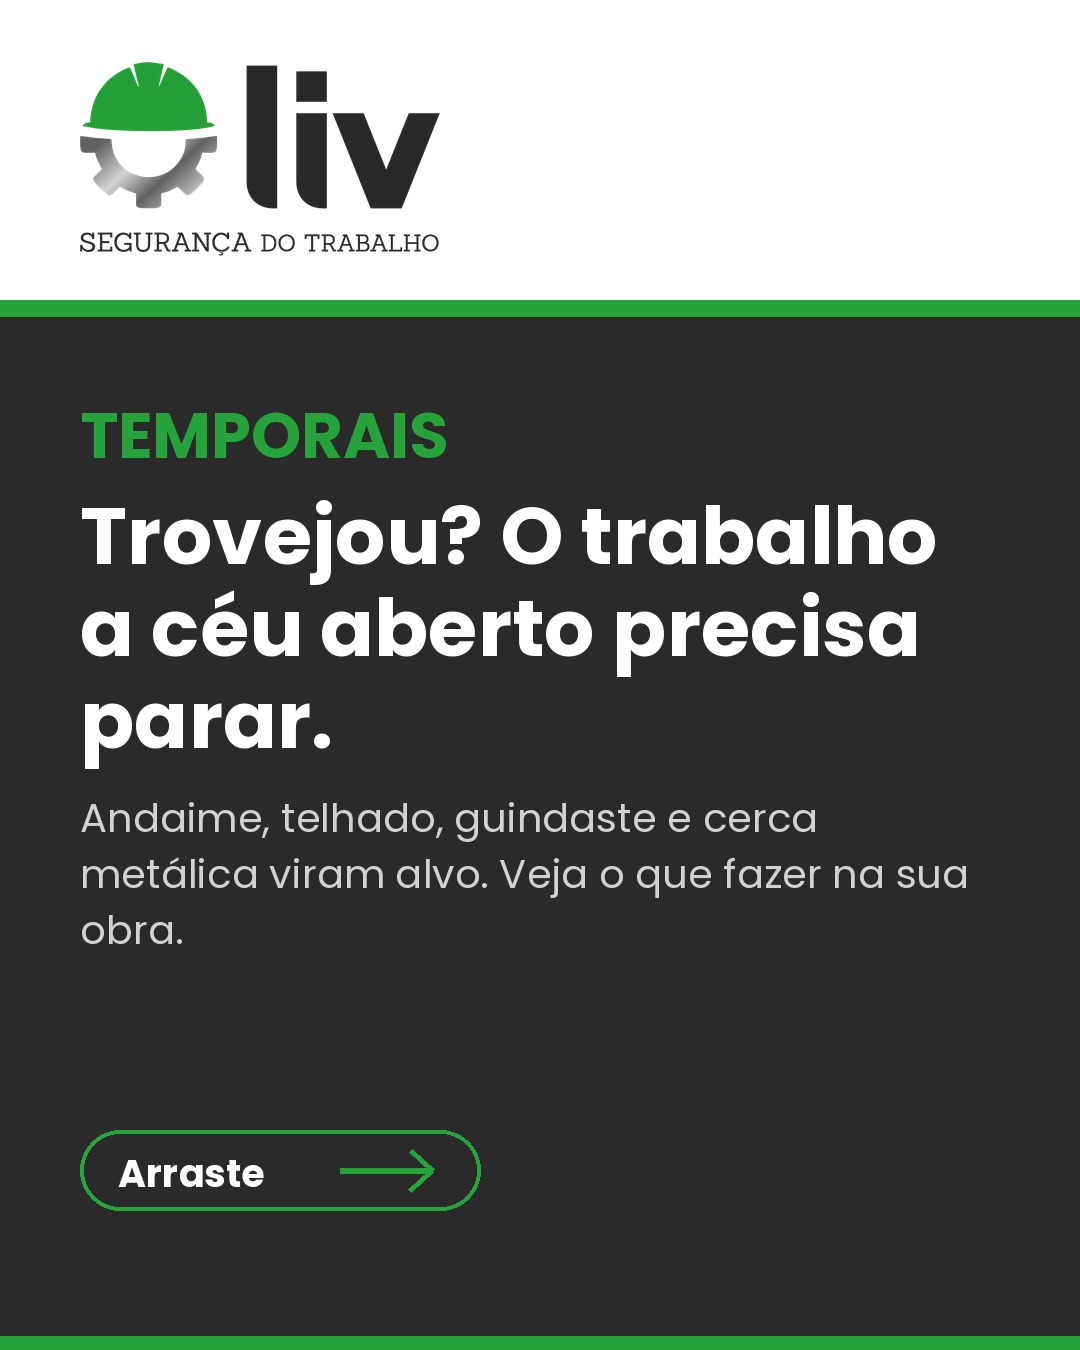 liv
SEGURANÇA DO TRABALHO
TEMPORAIS
Trovejou? O trabalho
a céu aberto precisa
parar.
Andaime, telhado, guindaste e cerca
metálica viram alvo. Veja o que fazer na sua
obra.
Arraste